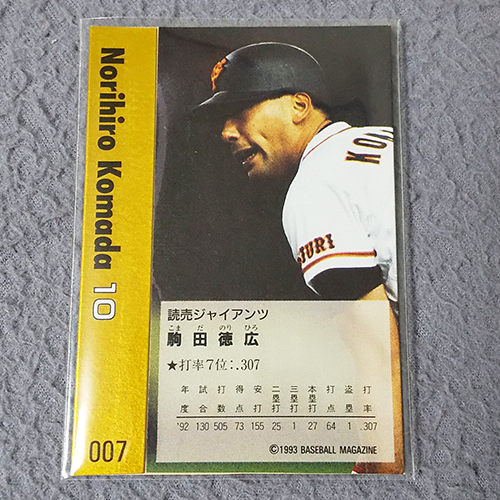 Norihiro Komada 10
KO
IURI
読売ジャイアンツ
こま だ のり ひろ
駒田徳広
★打率7位:.307
年度 試合 打数 得点 安打 二塁打 三塁打 本塁打 打点 盗塁 打率
'92 130 505 73 155 25 1 27 64 1 .307
007
©1993 BASEBALL MAGAZINE